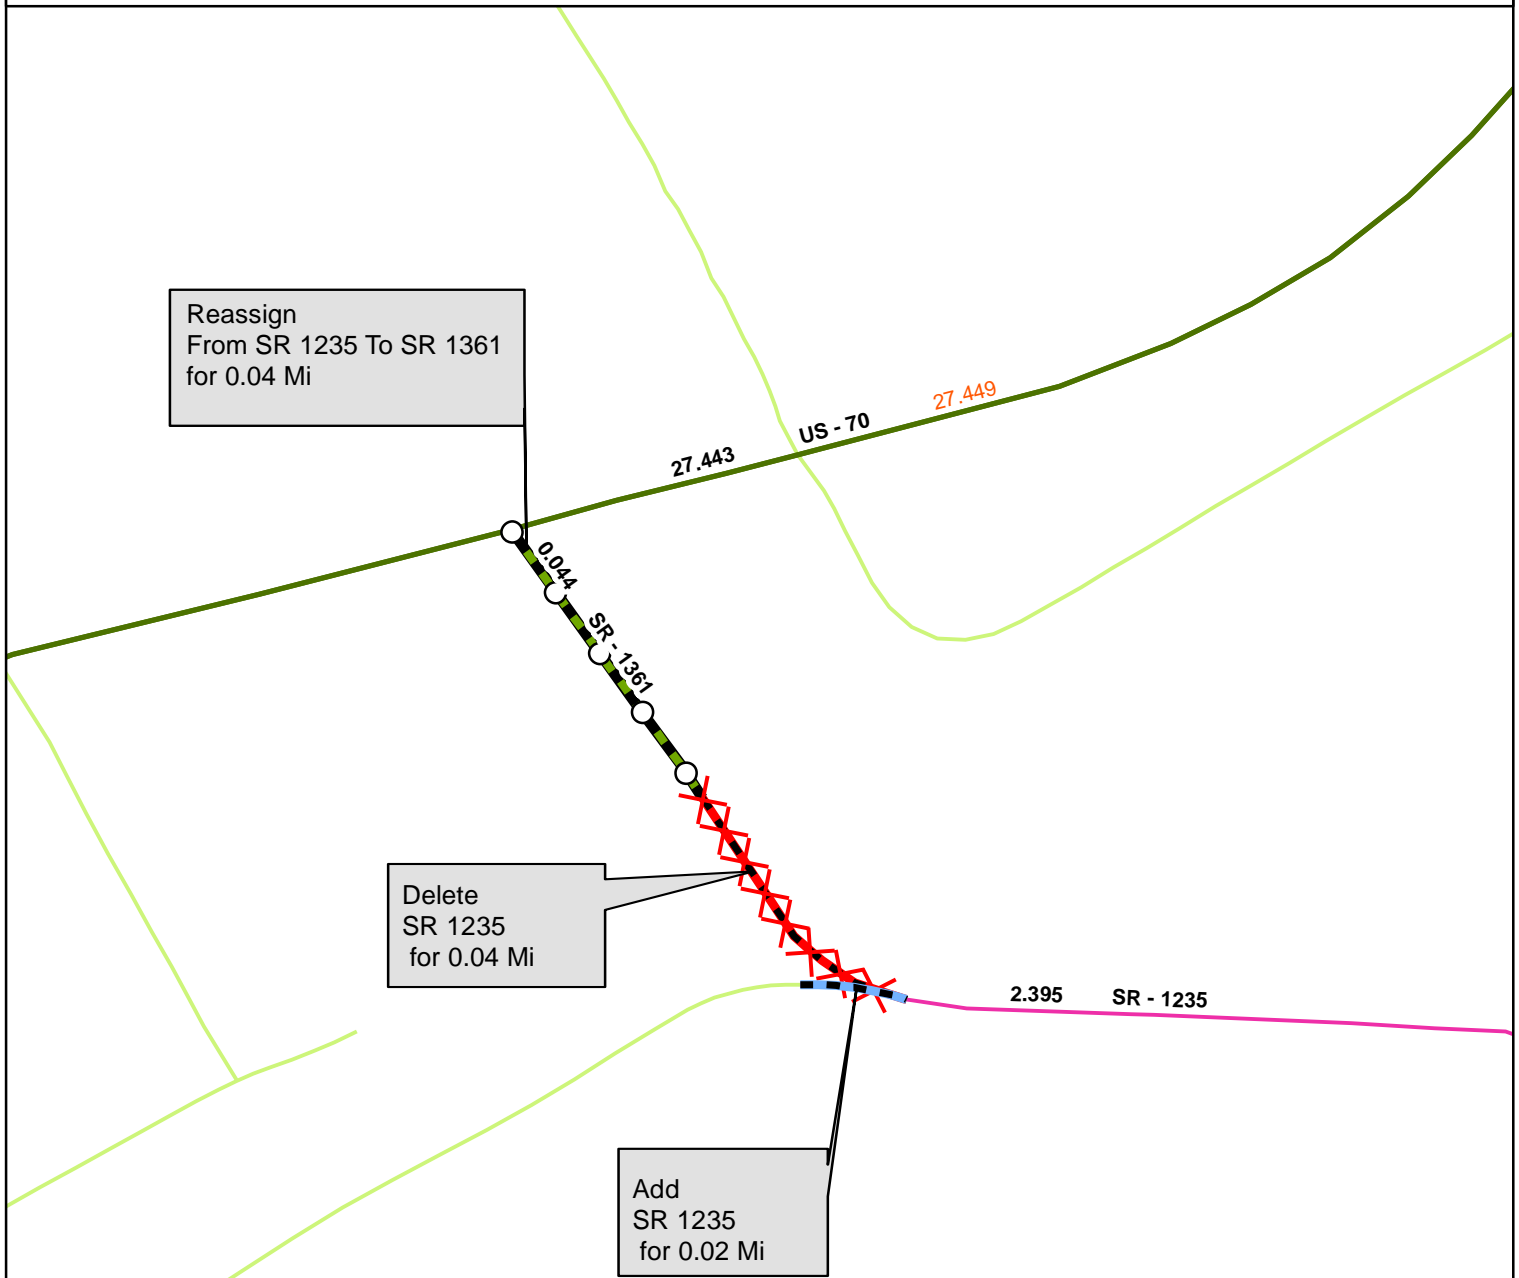 Reassign
From SR 1235 To SR 1361
for 0.04 Mi
27.449
US - 70
27.443
0.044
SR - 1361
Delete
SR 1235
for 0.04 Mi
2.395 SR - 1235
Add
SR 1235
for 0.02 Mi